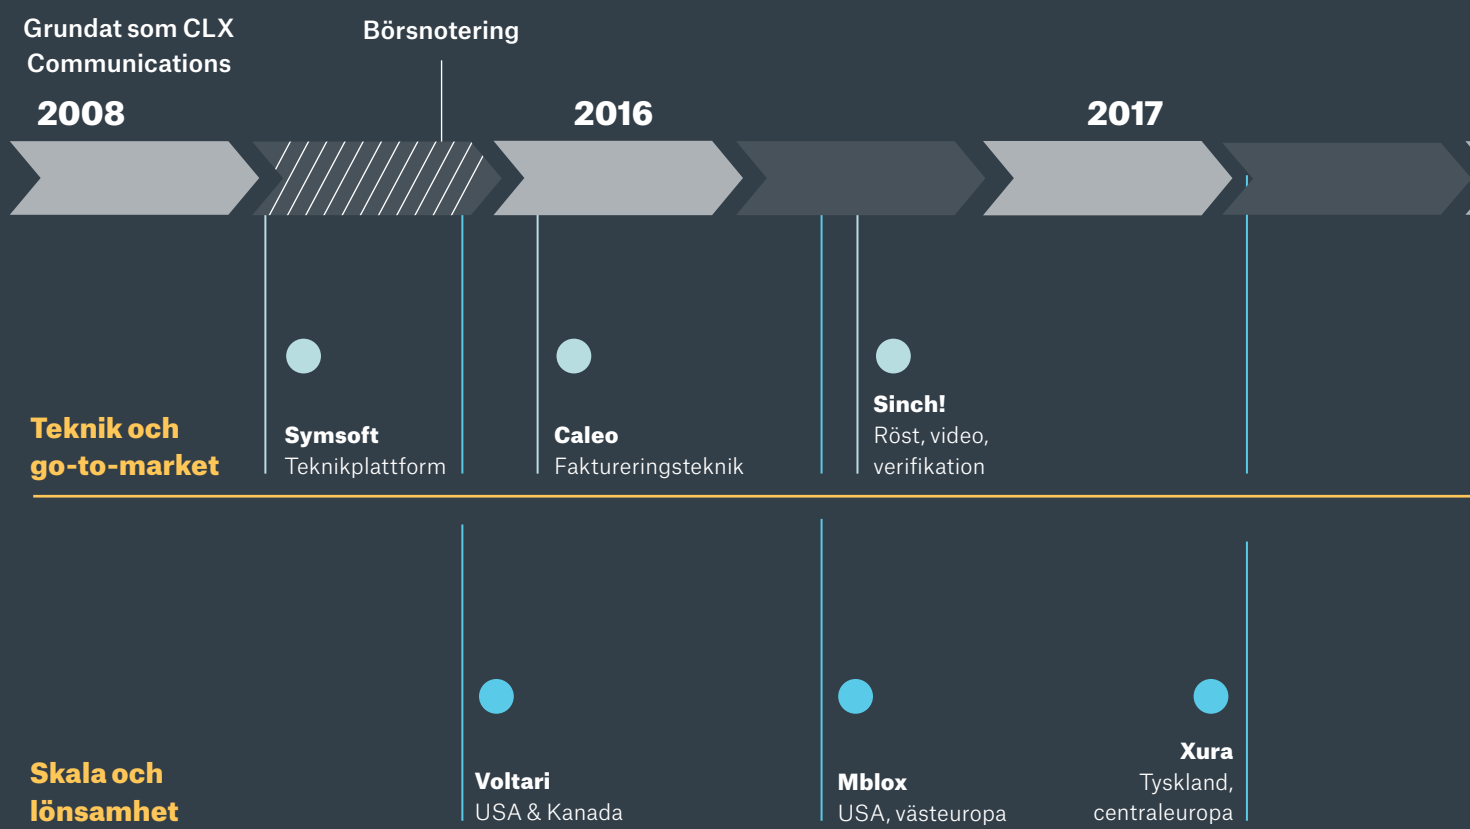 Grundat som CLX
Communications
Börsnotering
2008
2016
2017
Teknik och
go-to-market
Symsoft
Teknikplattform
Caleo
Faktureringsteknik
Sinch!
Röst, video,
verifikation
Skala och
lönsamhet
Voltari
USA & Kanada
Mblox
USA, västeuropa
Xura
Tyskland,
centraleuropa